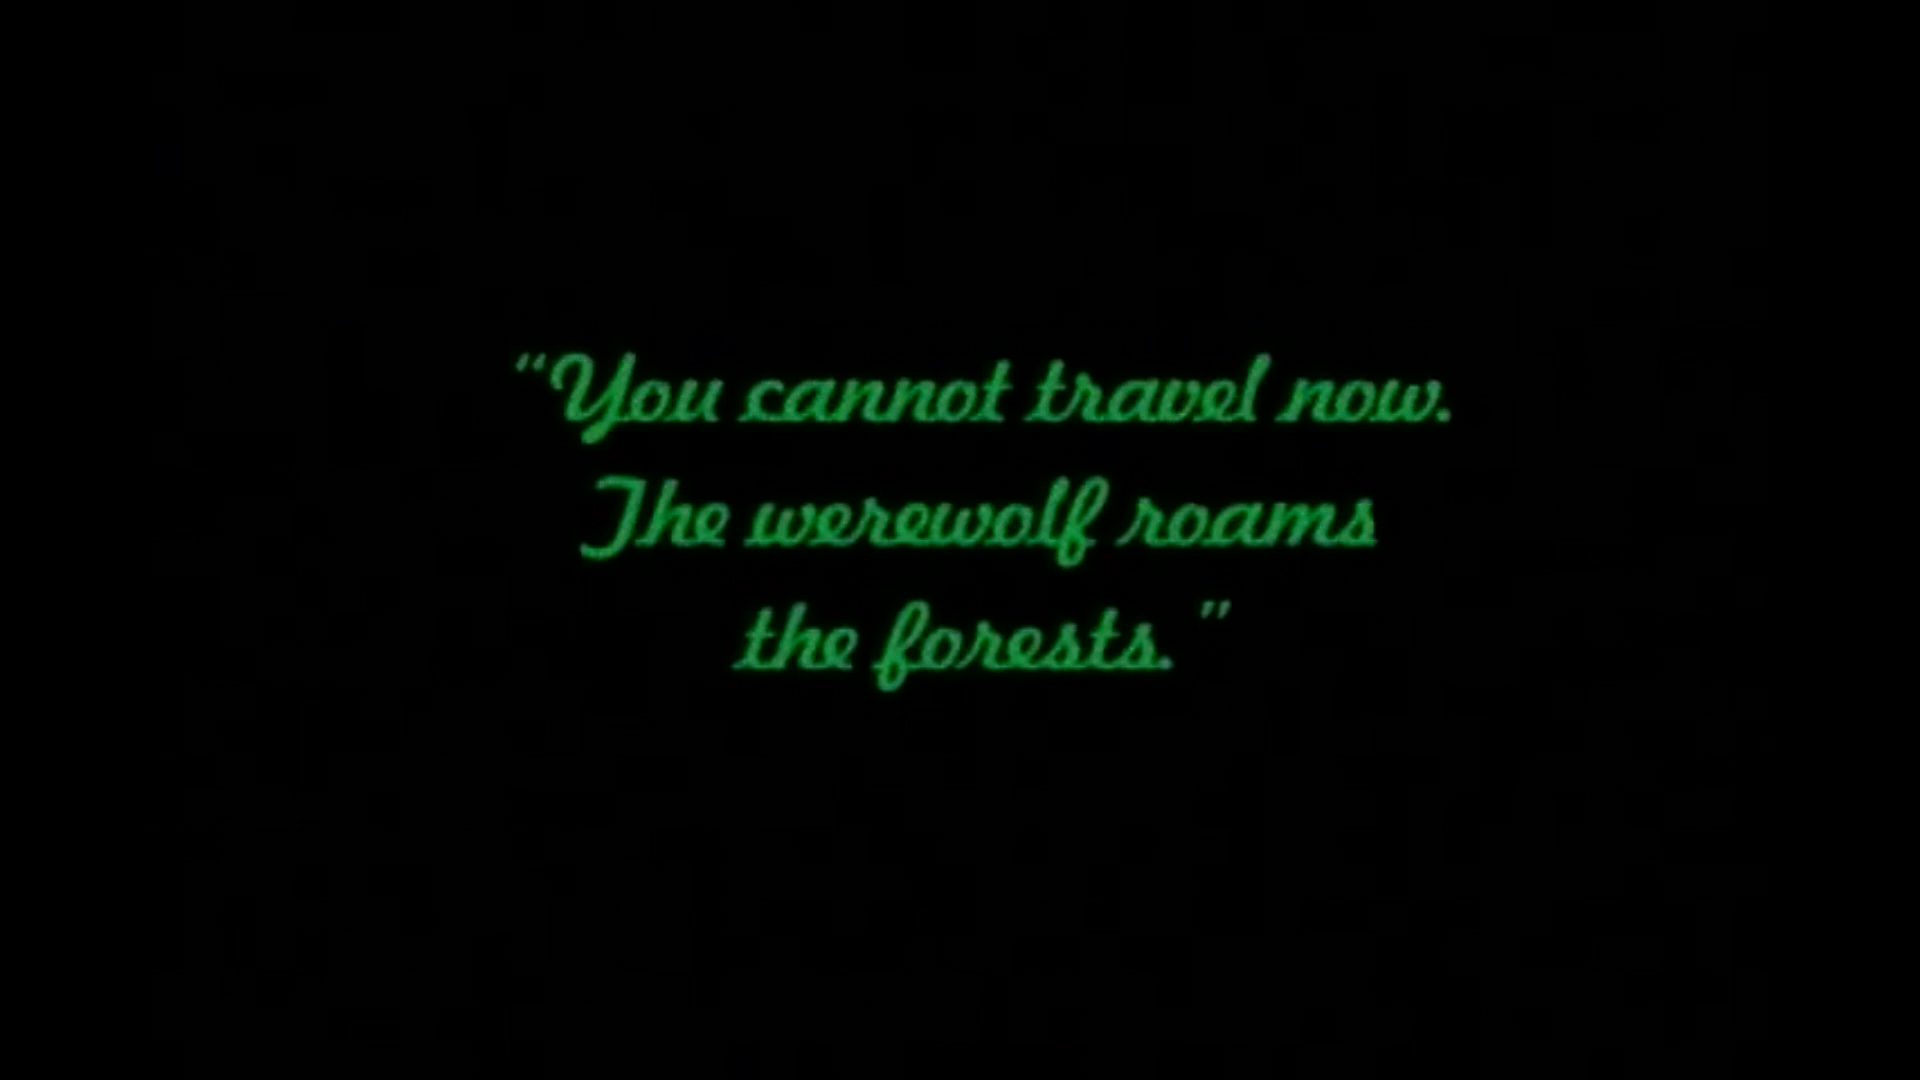 “You cannot travel now.
The werewolf roams
the forests.”